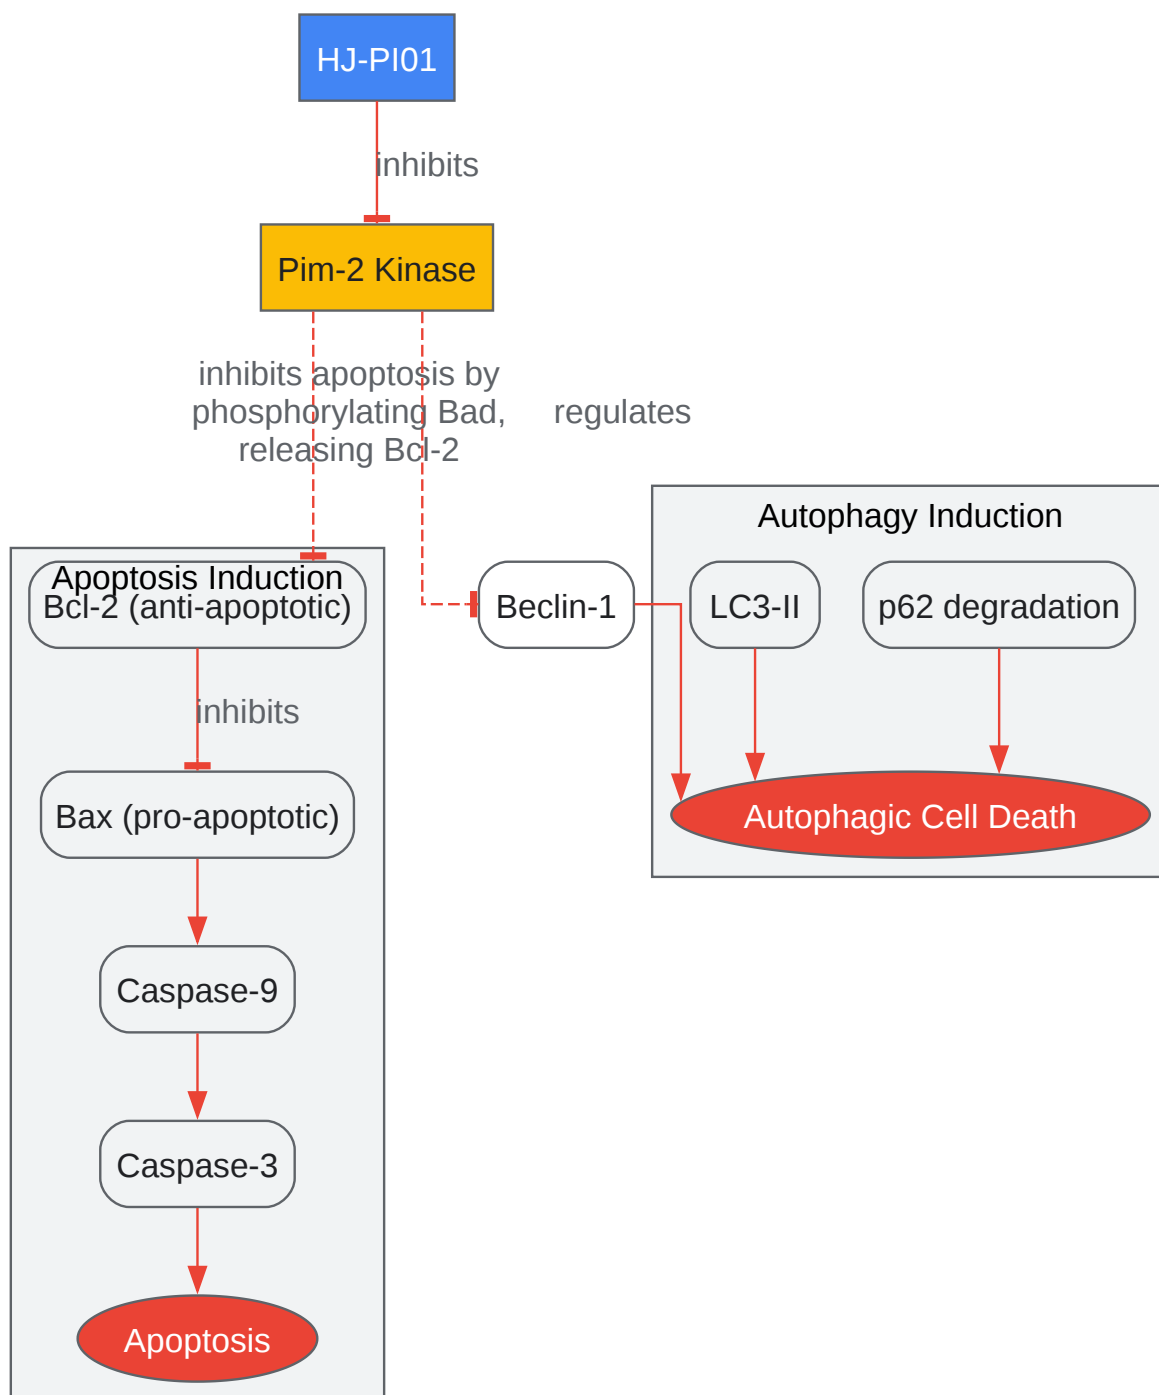 HJ-PI01
inhibits
Pim-2 Kinase
inhibits apoptosis by
phosphorylating Bad,
releasing Bcl-2
regulates
Autophagy Induction
Apoptosis Induction
Bcl-2 (anti-apoptotic)
Beclin-1
LC3-II
p62 degradation
inhibits
Bax (pro-apoptotic)
Autophagic Cell Death
Caspase-9
Caspase-3
Apoptosis